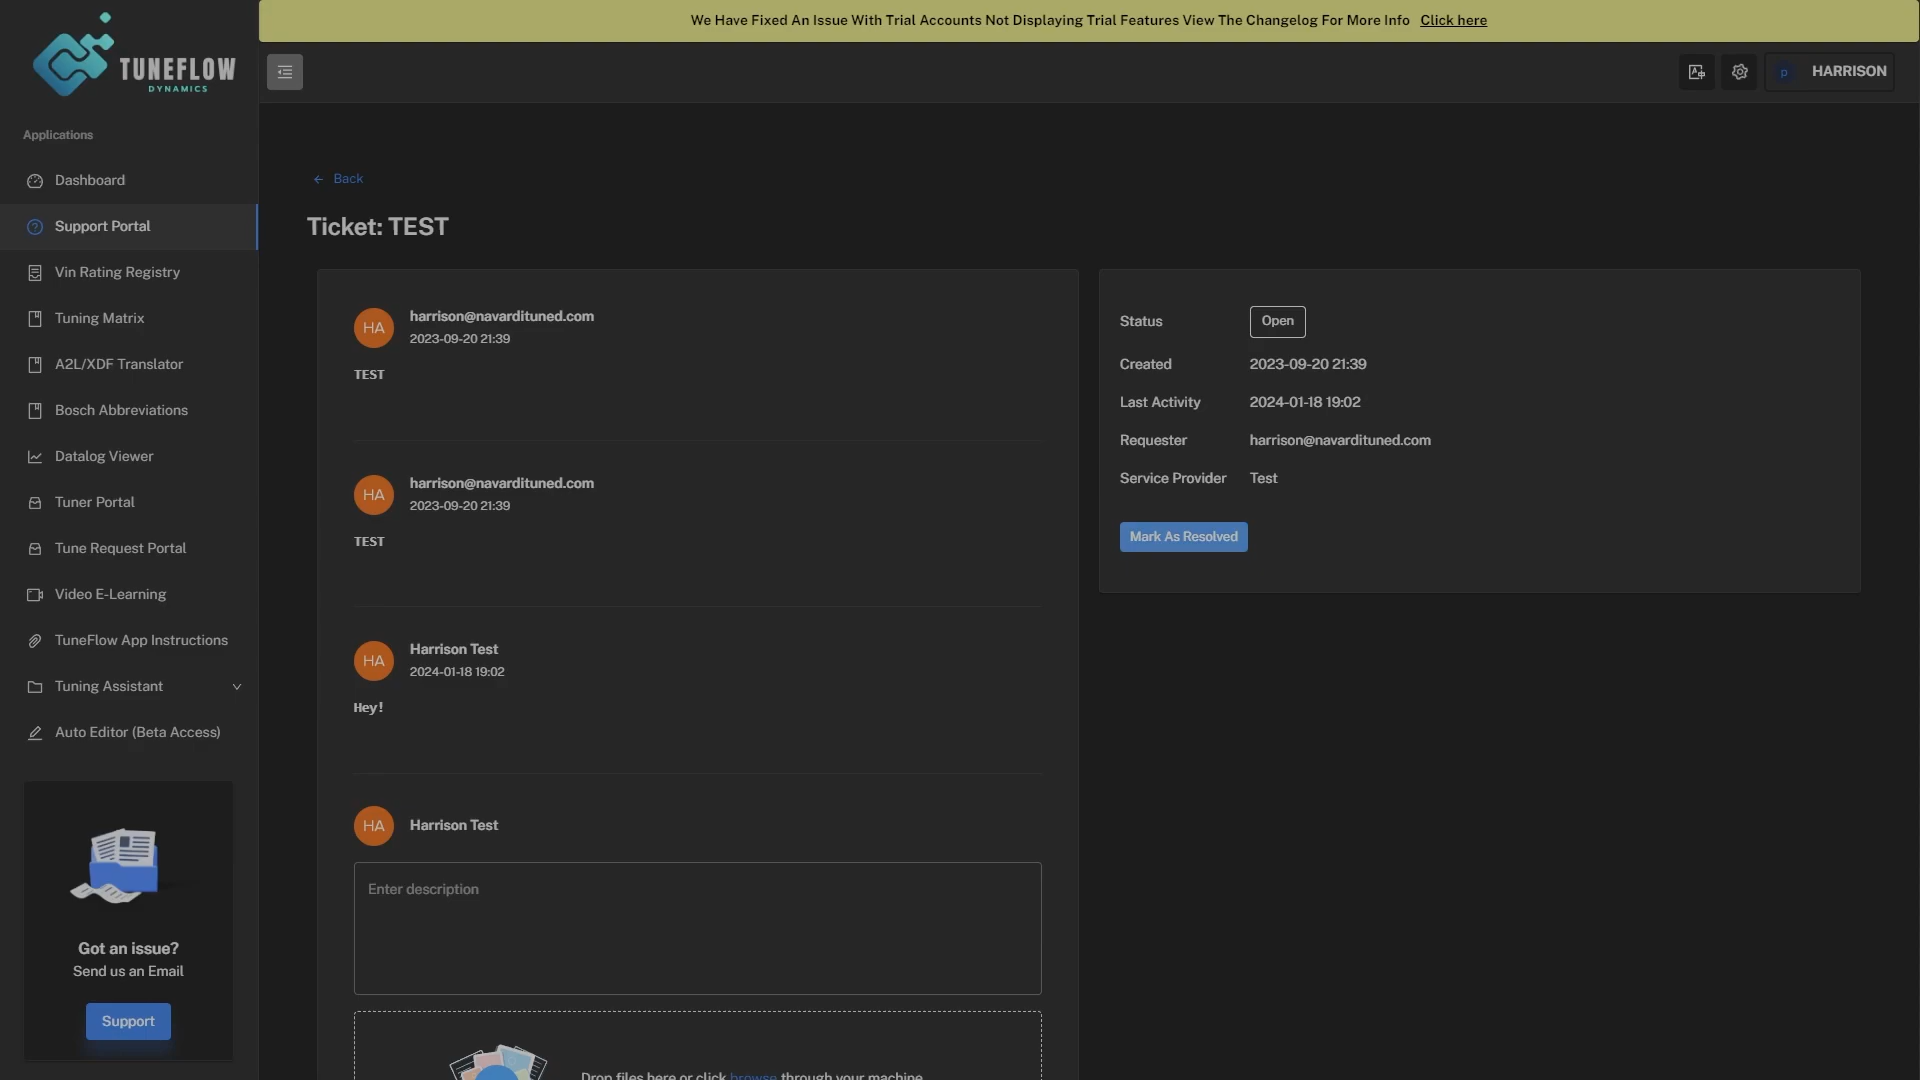 We Have Fixed An Issue With Trial Accounts Not Displaying Trial Features View The Changelog For More Info Click here
TUNEFLOW
DYNAMICS
p HARRISON
Applications
Dashboard
Support Portal
Vin Rating Registry
Tuning Matrix
A2L/XDF Translator
Bosch Abbreviations
Datalog Viewer
Tuner Portal
Tune Request Portal
Video E-Learning
TuneFlow App Instructions
Tuning Assistant
Auto Editor (Beta Access)
Got an issue?
Send us an Email
Support
Back
Ticket: TEST
HA harrison@navardituned.com
2023-09-20 21:39
TEST
HA harrison@navardituned.com
2023-09-20 21:39
TEST
HA Harrison Test
2024-01-18 19:02
Hey!
HA Harrison Test
Enter description
Drop files here or click browse through your machine
Status Open
Created 2023-09-20 21:39
Last Activity 2024-01-18 19:02
Requester harrison@navardituned.com
Service Provider Test
Mark As Resolved